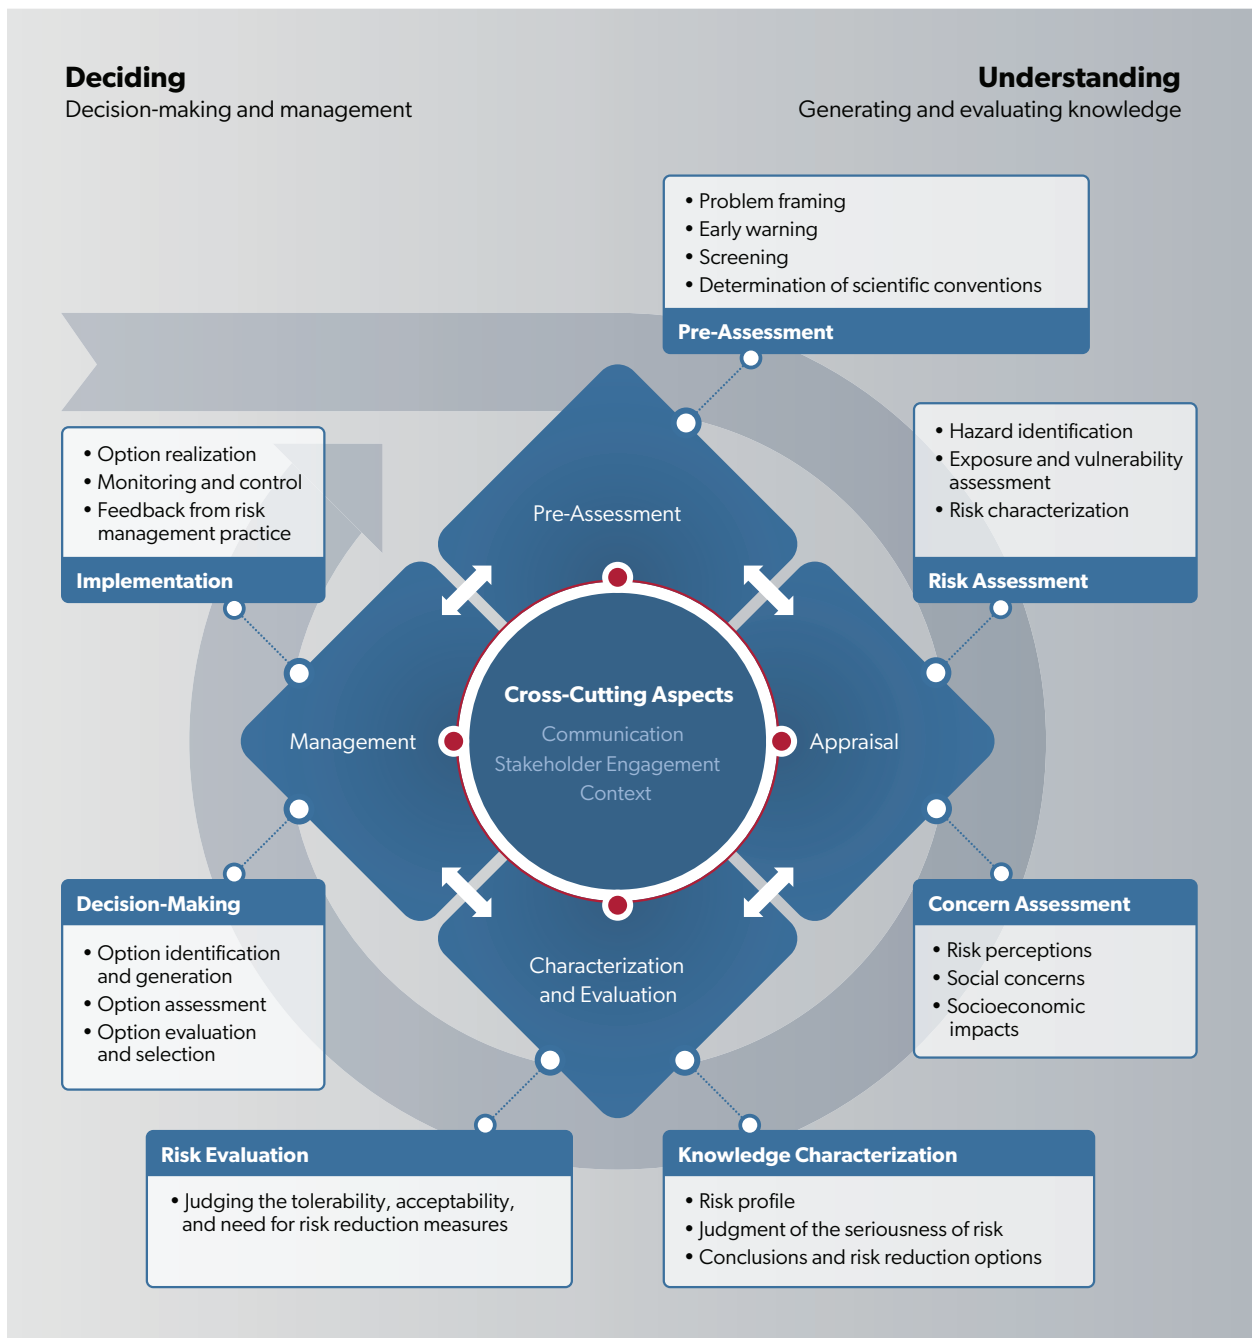 Deciding
Decision-making and management
Understanding
Generating and evaluating knowledge
• Problem framing
• Early warning
• Screening
• Determination of scientific conventions
Pre-Assessment
• Option realization
• Monitoring and control
• Feedback from risk
management practice
Implementation
• Hazard identification
• Exposure and vulnerability
assessment
• Risk characterization
Risk Assessment
Pre-Assessment
Management
Cross-Cutting Aspects
Communication
Stakeholder Engagement
Context
Appraisal
Characterization
and Evaluation
Decision-Making
• Option identification
and generation
• Option assessment
• Option evaluation
and selection
Concern Assessment
• Risk perceptions
• Social concerns
• Socioeconomic
impacts
Risk Evaluation
• Judging the tolerability, acceptability,
and need for risk reduction measures
Knowledge Characterization
• Risk profile
• Judgment of the seriousness of risk
• Conclusions and risk reduction options